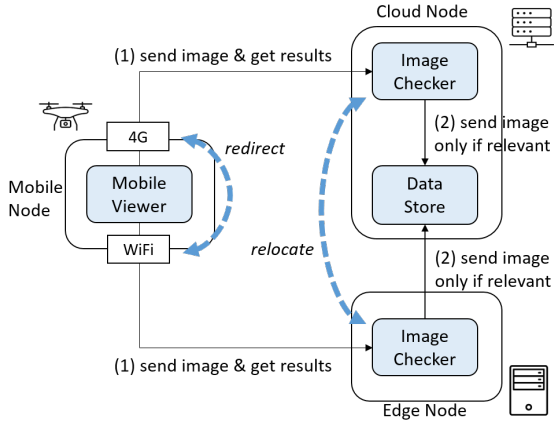 Cloud Node
(1) send image & get results
Image
Checker
4G
redirect
(2) send image
only if relevant
Mobile
Node
Mobile
Viewer
Data
Store
WiFi
relocate
(2) send image
only if relevant
Image
Checker
(1) send image & get results
Edge Node